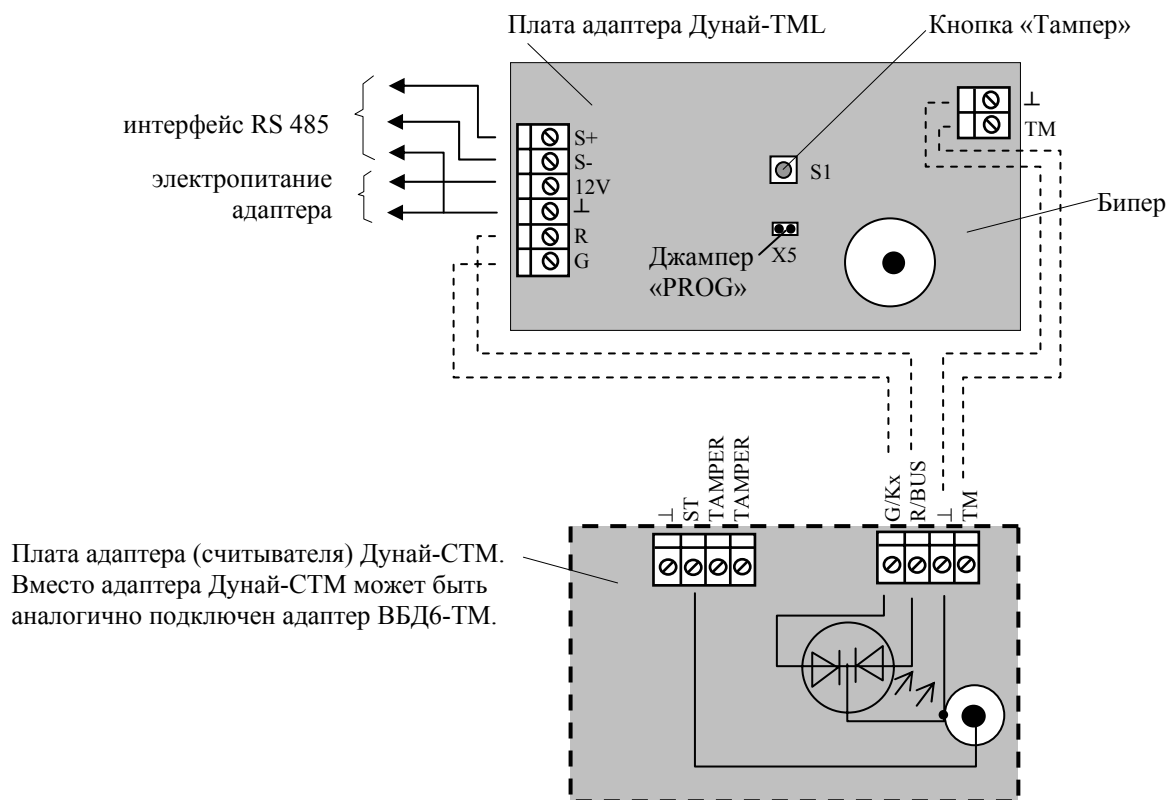 Плата адаптера Дунай-TML
Кнопка «Тампер»
интерфейс RS 485
электропитание
адаптера
S+
S-
12V
⊥
R
G
⊥
TM
S1
Бипер
Джампер
«PROG»
X5
⊥
ST
TAMPER
TAMPER
G/Kx
R/BUS
⊥
TM
Плата адаптера (считывателя) Дунай-СТМ.
Вместо адаптера Дунай-СТМ может быть
аналогично подключен адаптер ВБД6-ТМ.